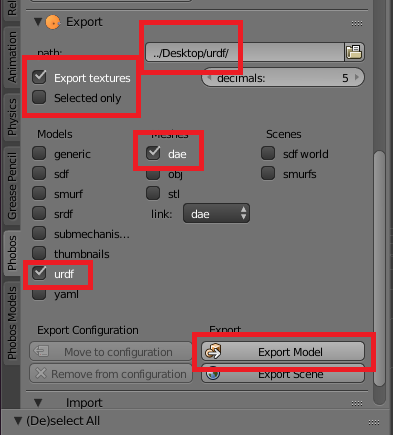 Export
path:
../Desktop/urdf/
Export textures
decimals: 5
Selected only
Models Meshes Scenes
generic dae sdf world
sdf obj smurfs
smurf stl
srdf link: dae
submechanis...
thumbnails
urdf
yaml
Export Configuration Export
Move to configuration Export Model
Remove from configuration Export Scene
Import
(De)select All
Animation
Physics
Grease Pencil
Phobos
Phobos Models